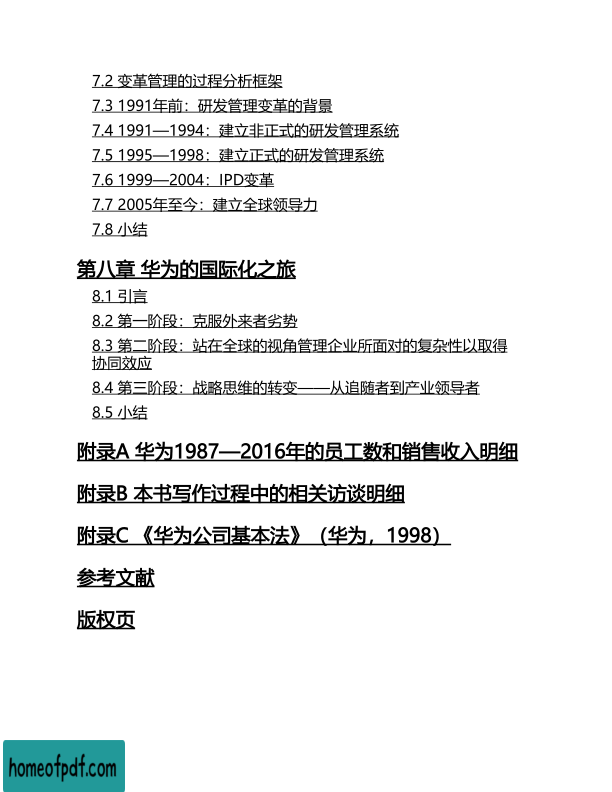 7.2 变革管理的过程分析框架
7.3 1991年前：研发管理变革的背景
7.4 1991—1994：建立非正式的研发管理系统
7.5 1995—1998：建立正式的研发管理系统
7.6 1999—2004：IPD变革
7.7 2005年至今：建立全球领导力
7.8 小结
第八章 华为的国际化之旅
8.1 引言
8.2 第一阶段：克服外来者劣势
8.3 第二阶段：站在全球的视角管理企业所面对的复杂性以取得
协同效应
8.4 第三阶段：战略思维的转变——从追随者到产业领导者
8.5 小结
附录A 华为1987—2016年的员工数和销售收入明细
附录B 本书写作过程中的相关访谈明细
附录C 《华为公司基本法》（华为，1998）
参考文献
版权页
homeofpdf.com